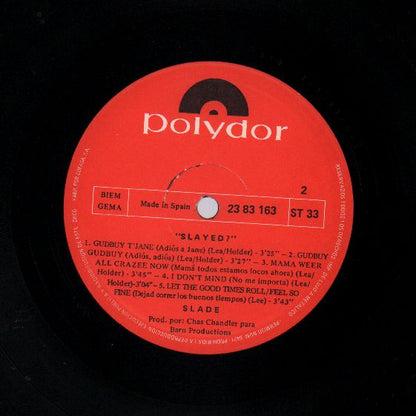 polydor
2
BIEM
GEMA
Made in Spain
23 83 163
ST 33
"SLAYED?"
1. GUDBUY T'JANE (Adiós a Jane) (Lea/Holder) - 3'25" – 2. GUDBUY
GUDBUY (Adiós, adiós) (Lea/Holder) - 3'27" – 3. MAMA WEER
ALL CRAZEE NOW (Mamá todos estamos focos ahora) (Lea/
Holder) - 3'45" – 4. I DON'T MIND (No me importa) (Lea/
Holder)-3'04" – 5. LET THE GOOD TIMES ROLL/FEEL SO
FINE (Dejad correr los buenos tiempos) (Lee) - 3'43"
SLADE
Prod. por: Chas Chandler para
Barn Productions